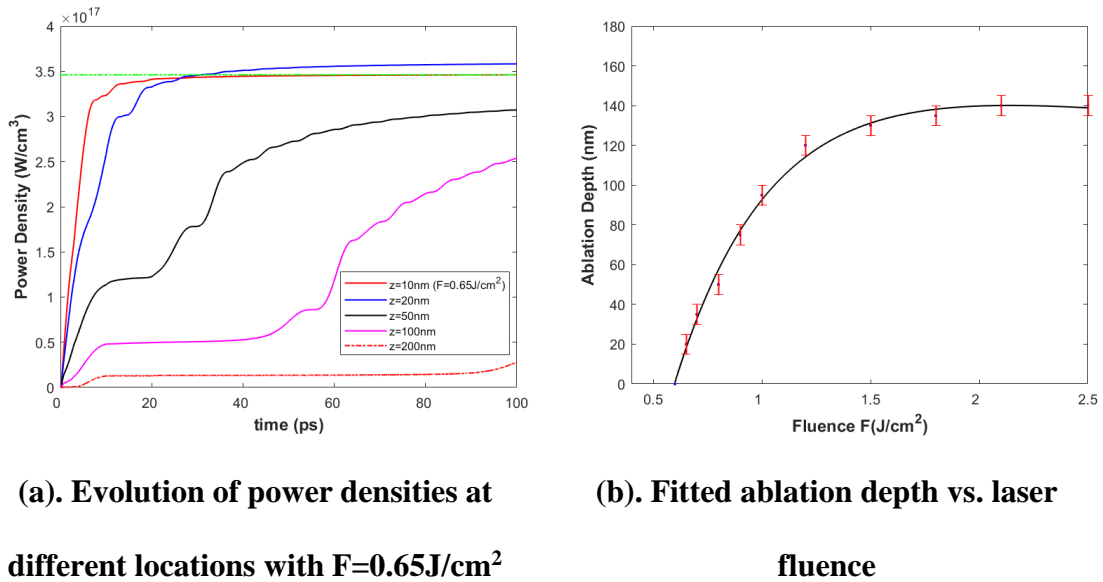 ×10^17
4
3.5
3
2.5
2
1.5
1
0.5
0
Power Density (W/cm^3)
z=10nm (F=0.65J/cm^2)
z=20nm
z=50nm
z=100nm
z=200nm
0 20 40 60 80 100
time (ps)
180
160
140
120
100
80
60
40
20
0
Ablation Depth (nm)
0.5 1 1.5 2 2.5
Fluence F(J/cm^2)
(a). Evolution of power densities at
different locations with F=0.65J/cm^2
(b). Fitted ablation depth vs. laser
fluence